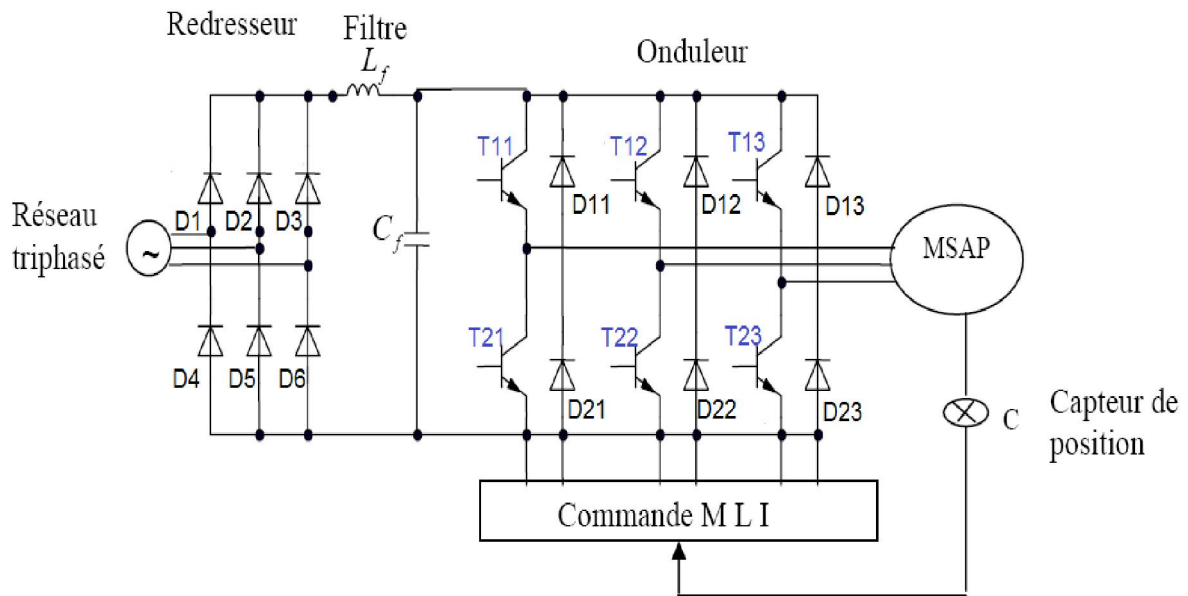 Redresseur
Filtre
L_f
Onduleur
T11
T12
T13
D11
D12
D13
D1
D2
D3
Réseau
triphasé
~
C_f
MSAP
T21
T22
T23
D4
D5
D6
D21
D22
D23
C
Capteur de
position
Commande M L I